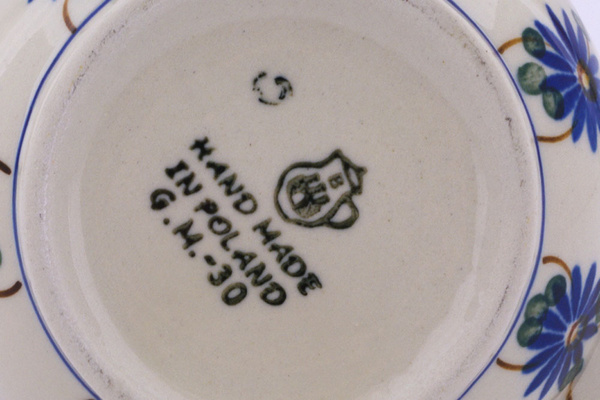 HAND MADE
IN POLAND
G.M.-30
B